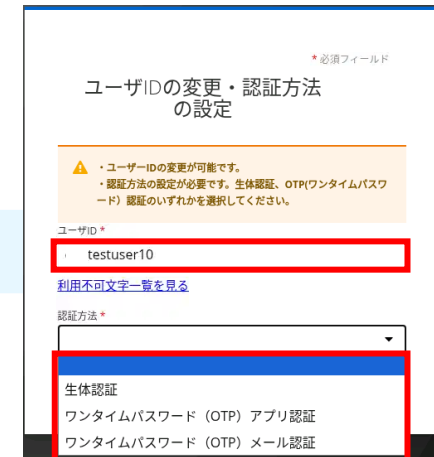 * 必須フィールド
ユーザIDの変更・認証方法
の設定
・ユーザーIDの変更が可能です。
・認証方法の設定が必要です。生体認証、OTP(ワンタイムパスワ
ード）認証のいずれかを選択してください。
ユーザID *
testuser10
利用不可文字一覧を見る
認証方法 *
生体認証
ワンタイムパスワード（OTP）アプリ認証
ワンタイムパスワード（OTP）メール認証